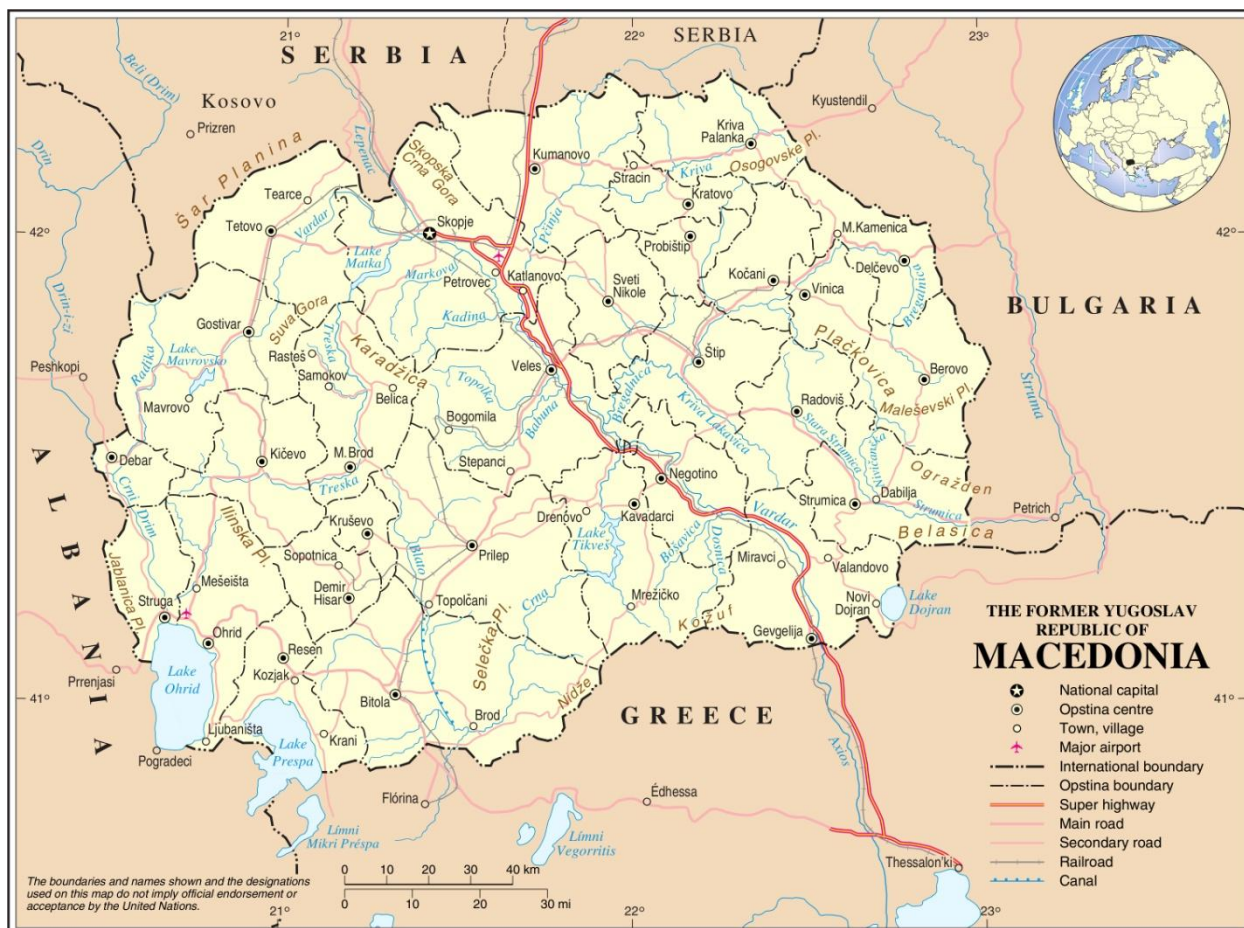 21°
22°
23°
SERBIA
SERBIA
Beli (Drim)
Kosovo
Prizren
Lepenac
Kyustendil
Drin
Šar Planina
Skopska
Crna Gora
Kumanovo
Kriva
Palanka
Osogovske Pl.
Stracin
Kriva
Tearce
Kratovo
42°
Tetovo
Vardar
Skopje
Pčinja
Probištip
M.Kamenica
42°
Lake
Matka
Markova
Petrovec
Katlanovo
Kočani
Delčevo
Drin-i-zi
Sveti
Nikole
Vinica
Bregalnica
BULGARIA
Gostivar
Suva Gora
Kadina
Plačkovica
Radika
Lake
Mavrovsko
Rasteš
Treska
Karadžica
Veles
Štip
Struma
Peshkopi
Samokov
Topolka
Berovo
Mavrovo
Belica
Babuna
Bregalnica
Radoviš
Maleševski Pl.
Bogomila
Kriva Lakavica
Stara Strumica
ALBANIA
Debar
Kičevo
M.Brod
Stepanci
Negotino
Ogražden
Treska
Crni Drim
Ilinska Pl.
Strumica
Dabilja
Strumica
Petrich
Kruševo
Drenovo
Kavadarci
Vardar
Belasica
Lake
Tikveš
Jablanica Pl.
Sopotnica
Blato
Prilep
Bošavica
Dosnica
Miravci
Valandovo
Mešeišta
Demir
Hisar
Struga
Topolčani
Crna
Mrežičko
Novi
Dojran
Lake
Dojran
Ohrid
Selečka Pl.
Kožuf
Gevgelija
Prrenjasi
Lake
Ohrid
Resen
Kozjak
Nidže
41°
Bitola
41°
Brod
GREECE
Ljubaništa
Lake
Prespa
Krani
Pogradeci
Axios
Flórina
Édhessa
Límni
Mikri Préspa
Límni
Vegorritis
Thessalon'ki
THE FORMER YUGOSLAV
REPUBLIC OF
MACEDONIA
National capital
Opstina centre
Town, village
Major airport
International boundary
Opstina boundary
Super highway
Main road
Secondary road
Railroad
Canal
0 10 20 30 40 km
0 10 20 30 mi
The boundaries and names shown and the designations
used on this map do not imply official endorsement or
acceptance by the United Nations.
21°
22°
23°